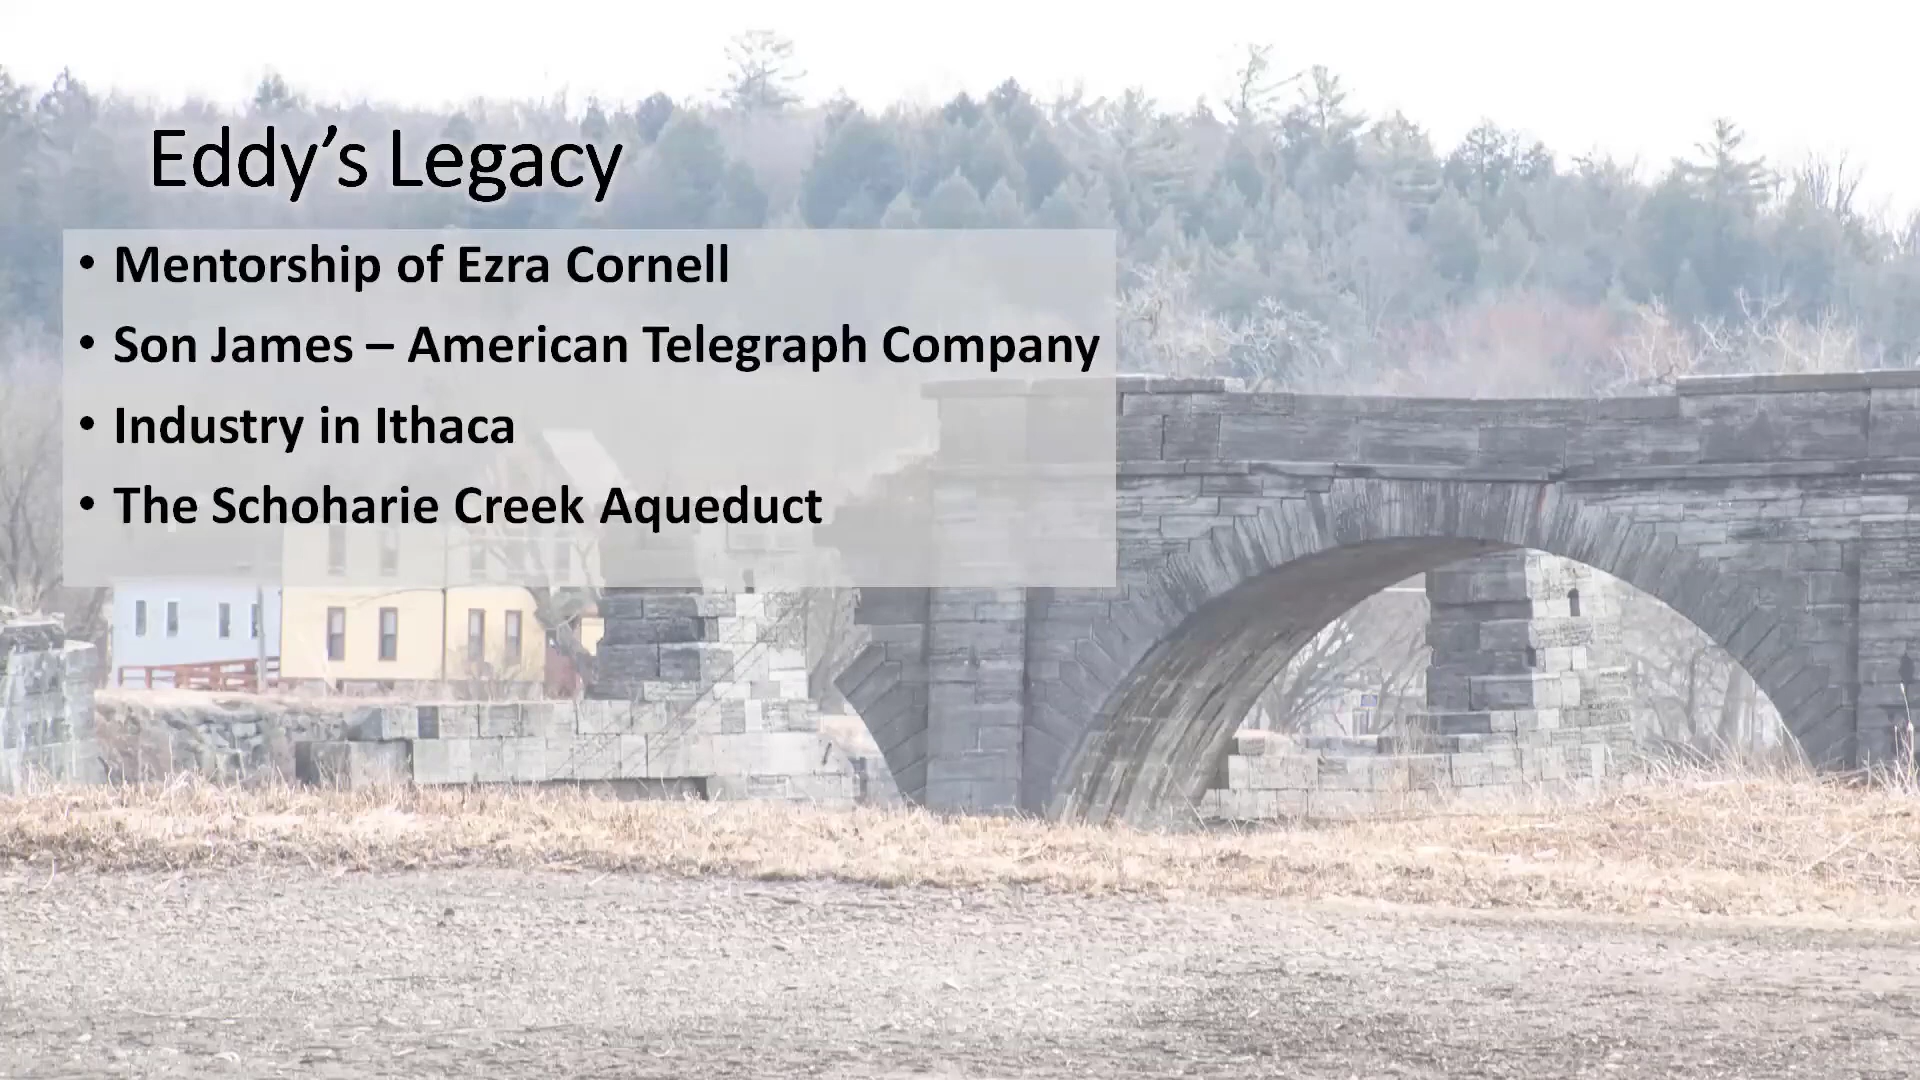 Eddy’s Legacy
• Mentorship of Ezra Cornell
• Son James – American Telegraph Company
• Industry in Ithaca
• The Schoharie Creek Aqueduct